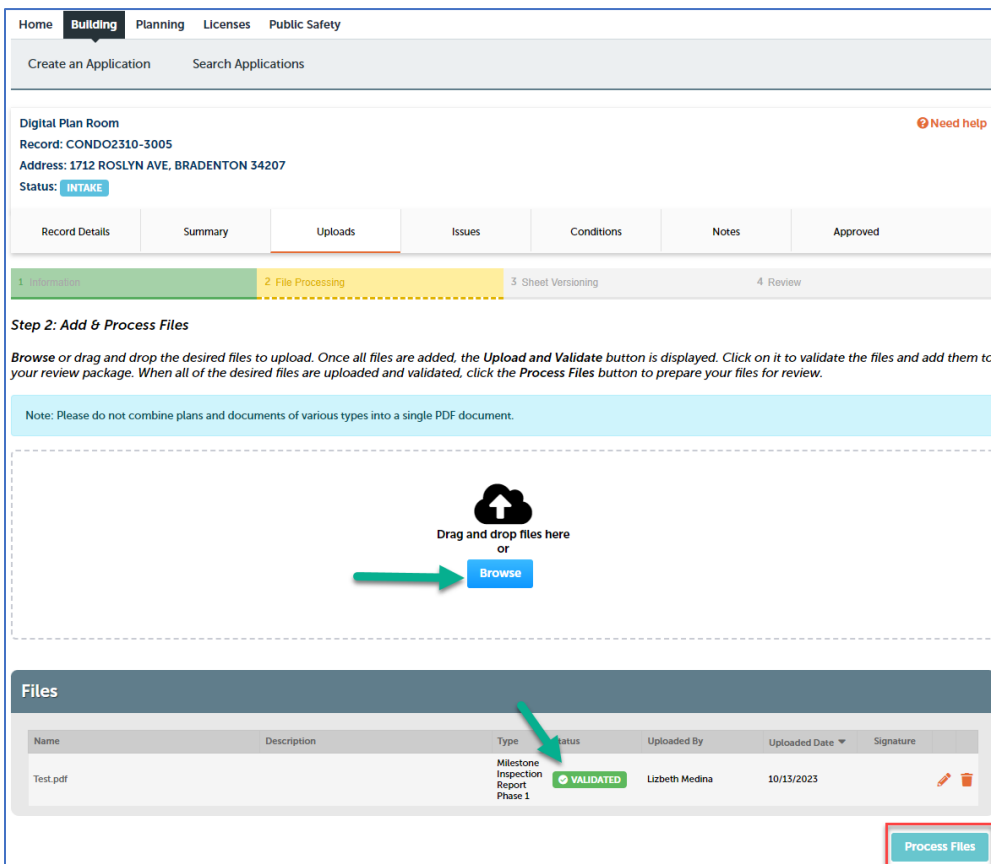 Home Building Planning Licenses Public Safety
Create an Application Search Applications
Digital Plan Room
Need help
Record: CONDO2310-3005
Address: 1712 ROSLYN AVE, BRADENTON 34207
Status: INTAKE
Record Details Summary Uploads Issues Conditions Notes Approved
1 Information 2 File Processing 3 Sheet Versioning 4 Review
Step 2: Add & Process Files
Browse or drag and drop the desired files to upload. Once all files are added, the Upload and Validate button is displayed. Click on it to validate the files and add them to
your review package. When all of the desired files are uploaded and validated, click the Process Files button to prepare your files for review.
Note: Please do not combine plans and documents of various types into a single PDF document.
Drag and drop files here
or
Browse
Files
Name Description Type Status Uploaded By Uploaded Date Signature
Test.pdf Milestone Inspection Report Phase 1 VALIDATED Lizbeth Medina 10/13/2023
Process Files